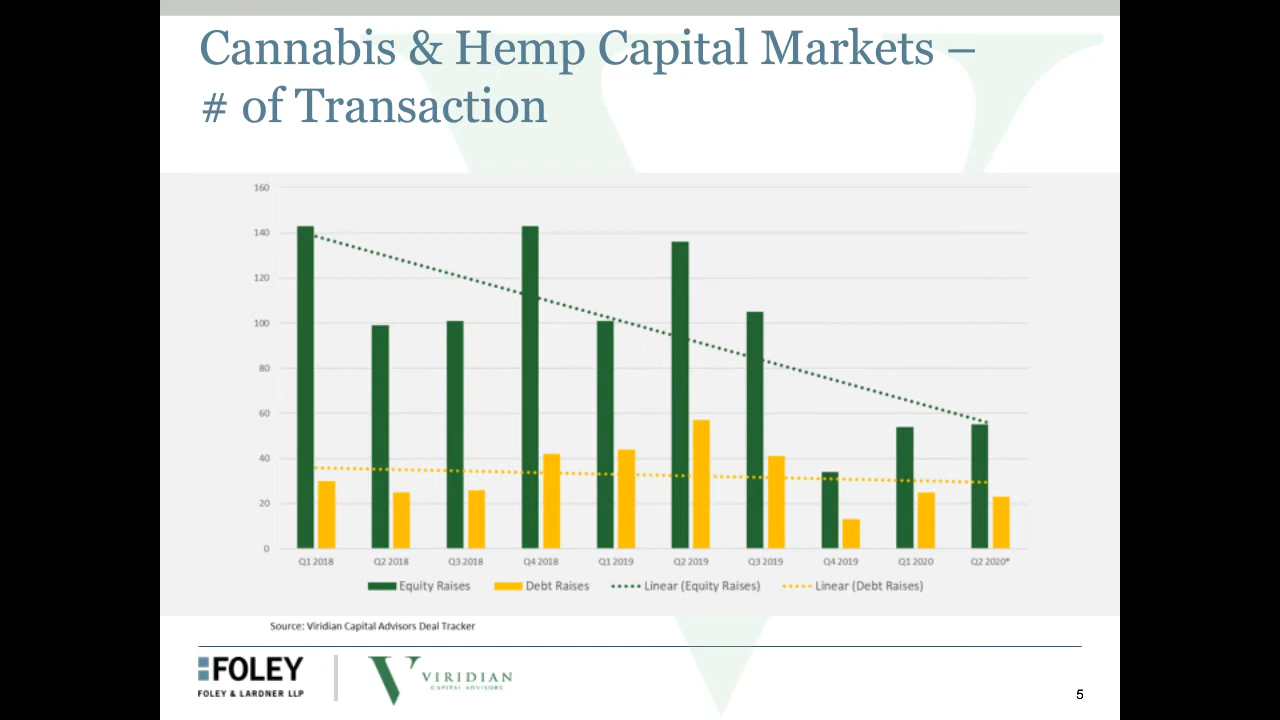 Cannabis & Hemp Capital Markets –
# of Transaction
160
140
120
100
80
60
40
20
0
Q1 2018 Q2 2018 Q3 2018 Q4 2018 Q1 2019 Q2 2019 Q3 2019 Q4 2019 Q1 2020 Q2 2020*
Equity Raises Debt Raises Linear (Equity Raises) Linear (Debt Raises)
Source: Viridian Capital Advisors Deal Tracker
FOLEY
FOLEY & LARDNER LLP
VIRIDIAN
CAPITAL ADVISORS
5